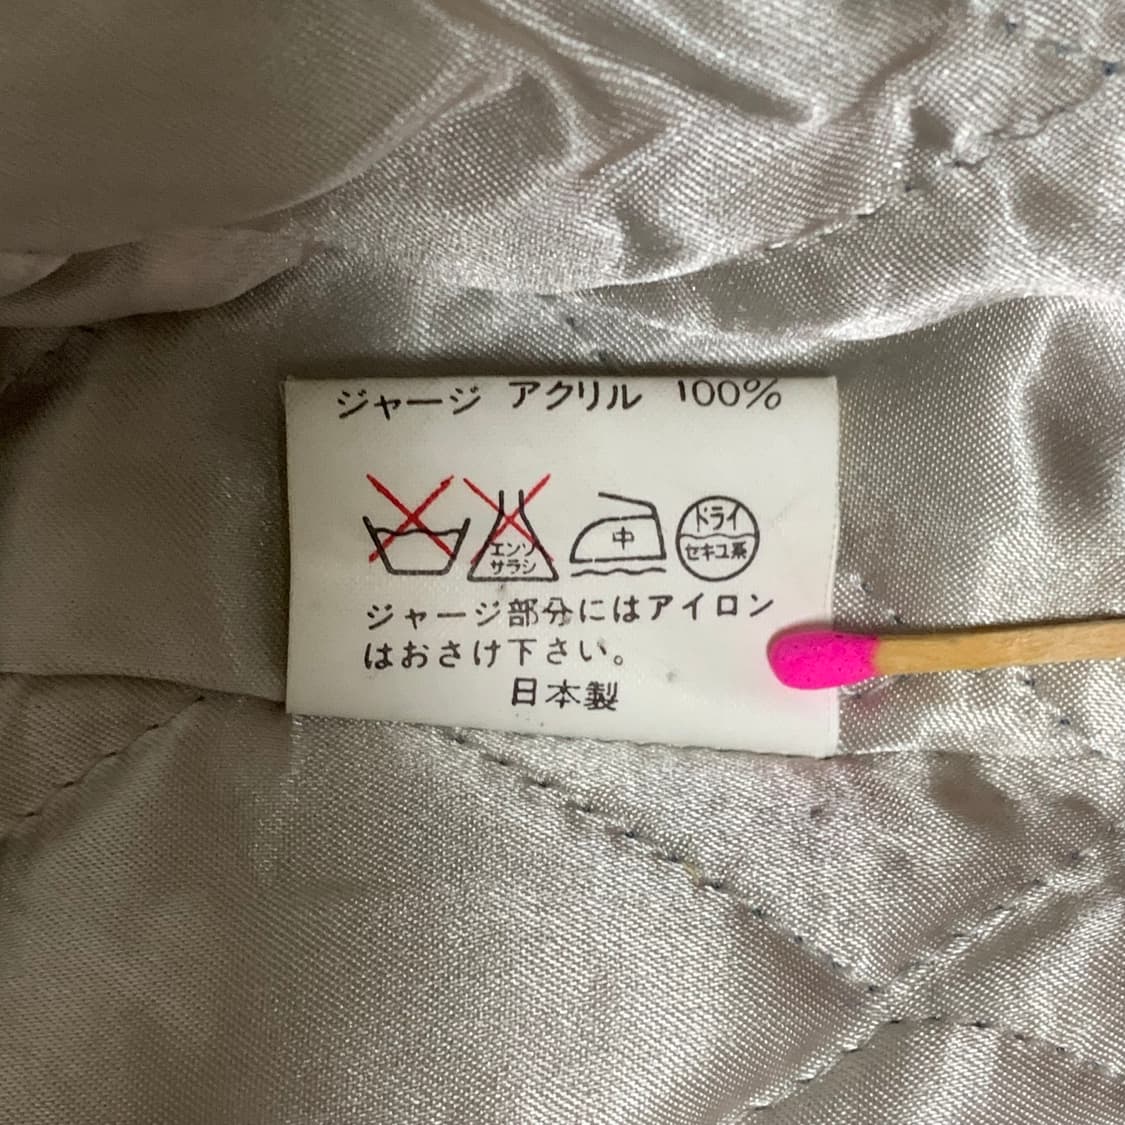 ジャージ アクリル 100%
エンソ
サラシ
中
ドライ
セキユ系
ジャージ部分にはアイロン
はおさけ下さい。
日本製